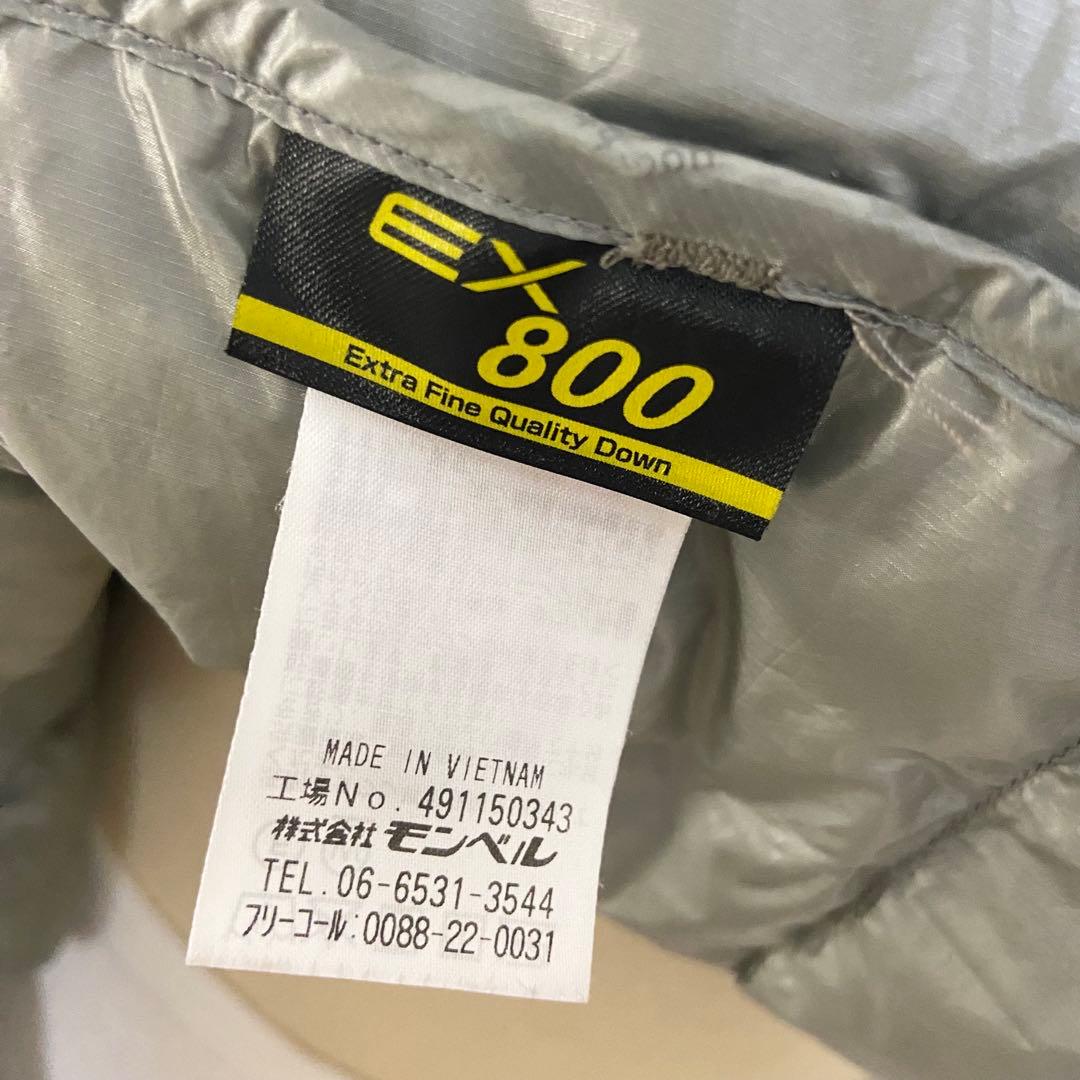 EX
800
Extra Fine Quality Down
MADE IN VIETNAM
工場No. 491150343
株式会社 モンベル
TEL. 06-6531-3544
フリーコール:0088-22-0031